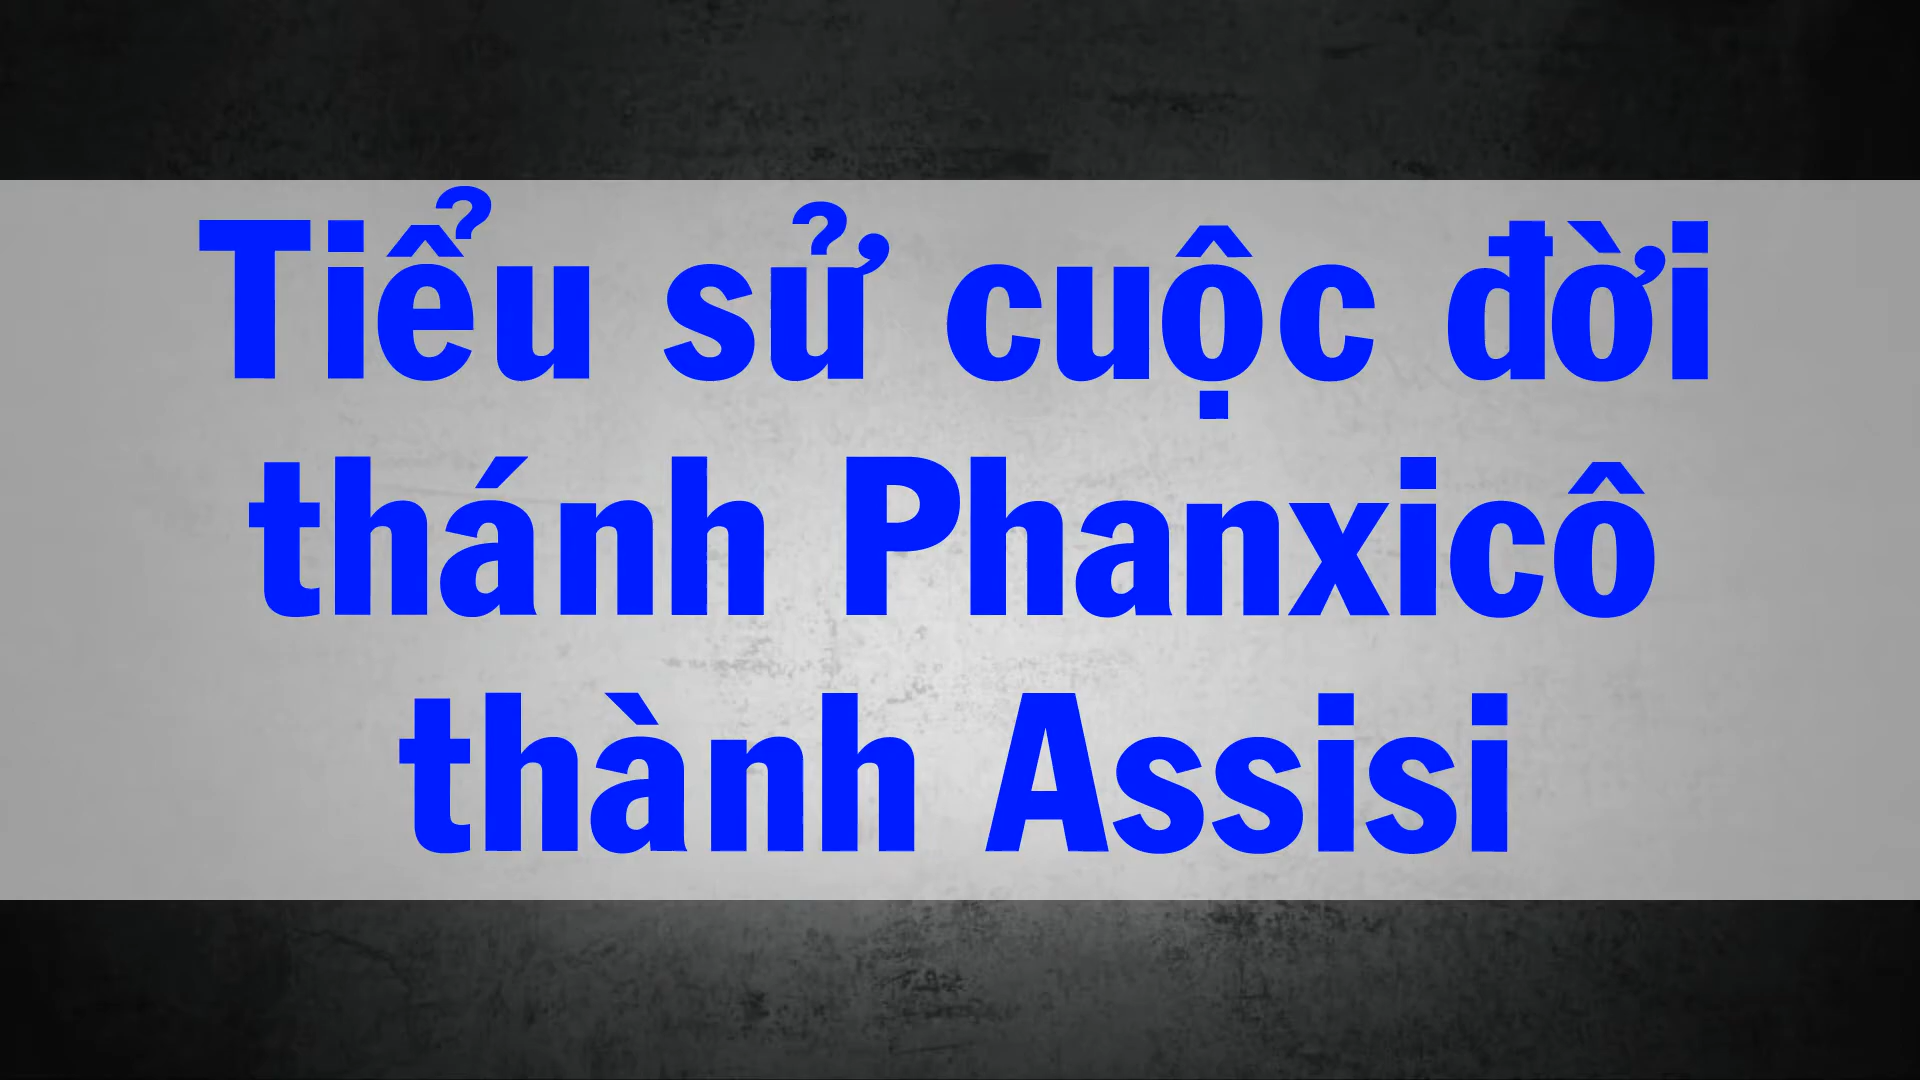 Tiểu sử cuộc đời
thánh Phanxicô
thành Assisi